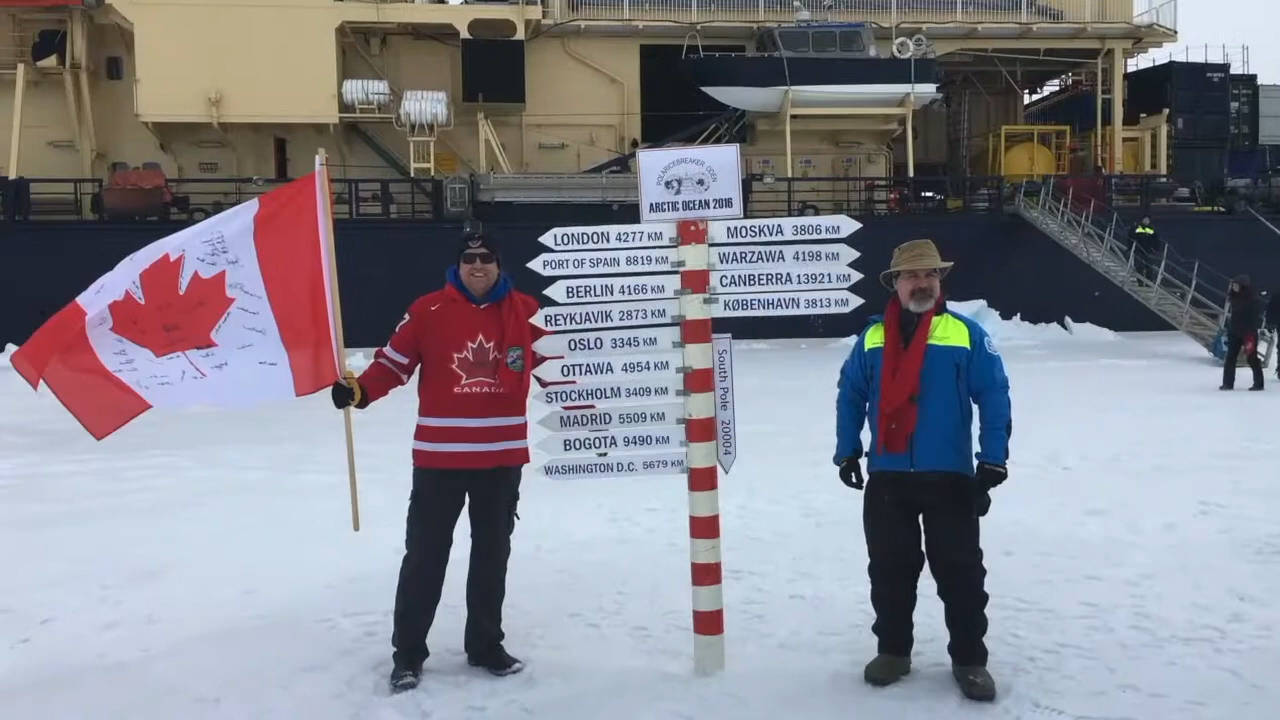 POLARICEBREAKER ODEN
ARCTIC OCEAN 2016
LONDON 4277 KM
PORT OF SPAIN 8819 KM
BERLIN 4166 KM
REYKJAVIK 2873 KM
OSLO 3345 KM
OTTAWA 4954 KM
STOCKHOLM 3409 KM
MADRID 5509 KM
BOGOTA 9490 KM
WASHINGTON D.C. 5679 KM
MOSKVA 3806 KM
WARZAWA 4198 KM
CANBERRA 13921 KM
KØBENHAVN 3813 KM
South Pole 20004
CANADA